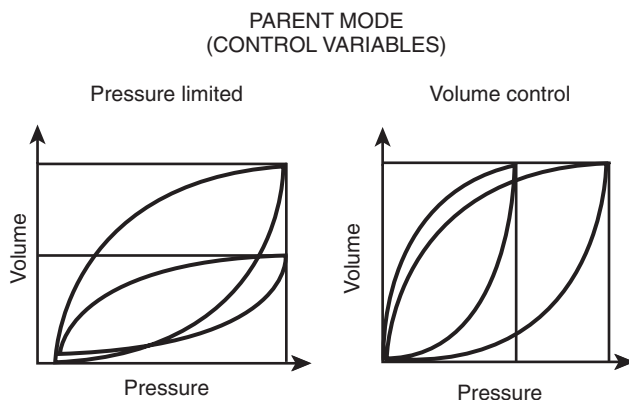 PARENT MODE
(CONTROL VARIABLES)
Pressure limited
Volume control
Volume
Pressure
Volume
Pressure